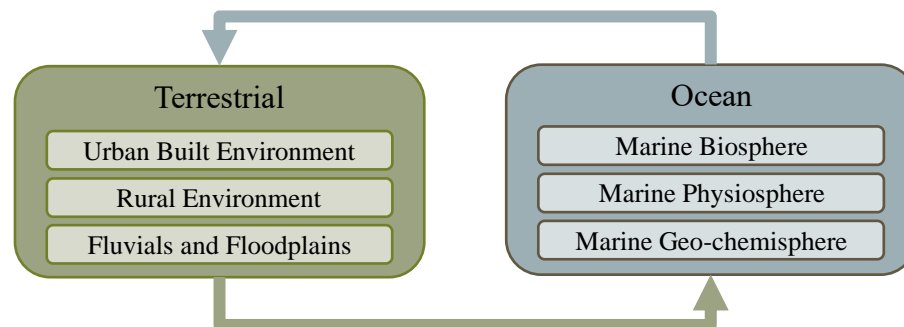 Terrestrial
Urban Built Environment
Rural Environment
Fluvials and Floodplains
Ocean
Marine Biosphere
Marine Physiosphere
Marine Geo-chemisphere